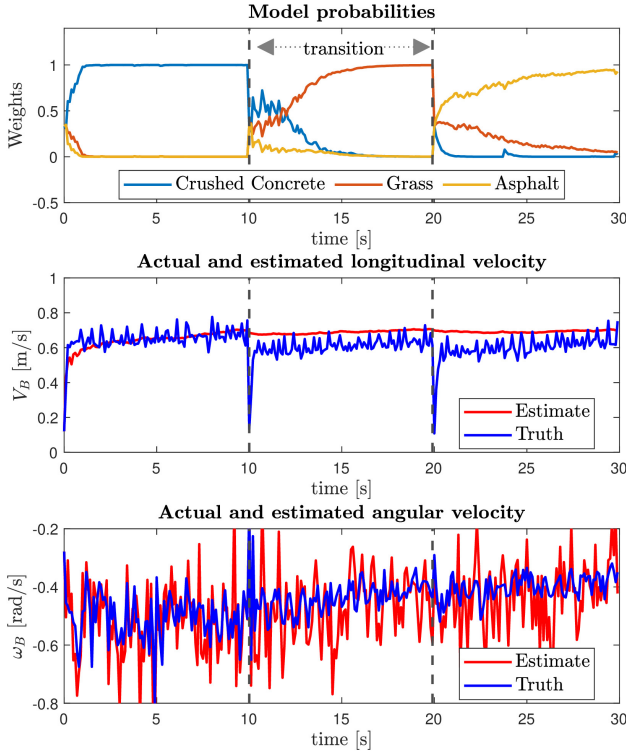 Model probabilities
1
0.5
0
-0.5
Weights
transition
Crushed Concrete Grass Asphalt
0 5 10 15 20 25 30
time [s]
Actual and estimated longitudinal velocity
1
0.8
0.6
0.4
0.2
0
V_B [m/s]
Estimate
Truth
0 5 10 15 20 25 30
time [s]
Actual and estimated angular velocity
-0.2
-0.4
-0.6
-0.8
ω_B [rad/s]
Estimate
Truth
0 5 10 15 20 25 30
time [s]